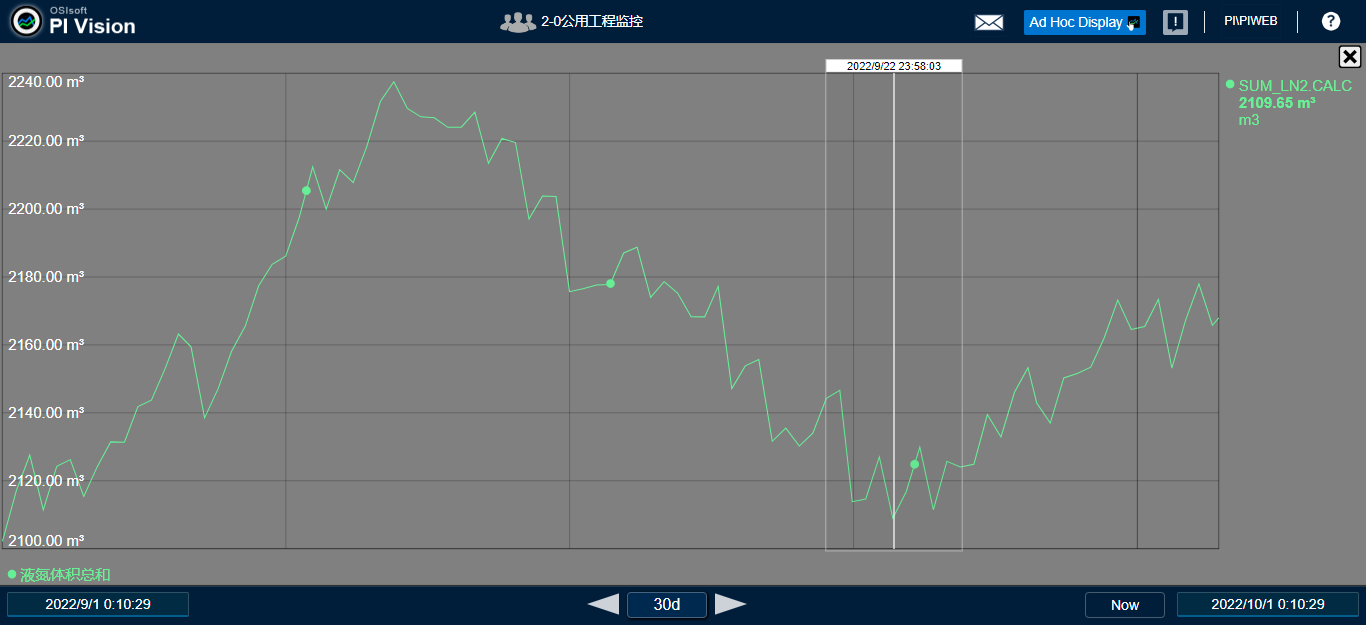 OSIsoft
PI Vision
2-0公用工程监控
Ad Hoc Display
PI\PIWEB
?
2022/9/22 23:58:03
2240.00 m³
2220.00 m³
2200.00 m³
2180.00 m³
2160.00 m³
2140.00 m³
2120.00 m³
2100.00 m³
SUM_LN2.CALC
2109.65 m³
m3
液氮体积总和
2022/9/1 0:10:29
30d
Now
2022/10/1 0:10:29